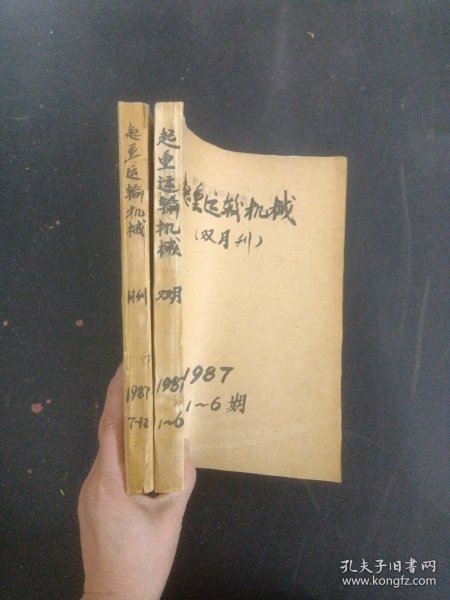 起重运输机械
月刊
1987
7-12
起重运输机械
双月
1987
1～6
起重运输机械
（双月刊）
1987
1～6期
孔夫子旧书网
www.kongfz.com